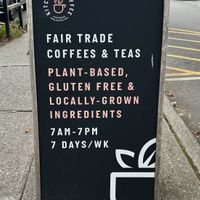 FAIR TRADE
COFFEES & TEAS
PLANT-BASED,
GLUTEN FREE &
LOCALLY-GROWN
INGREDIENTS
7AM-7PM
7 DAYS/WK